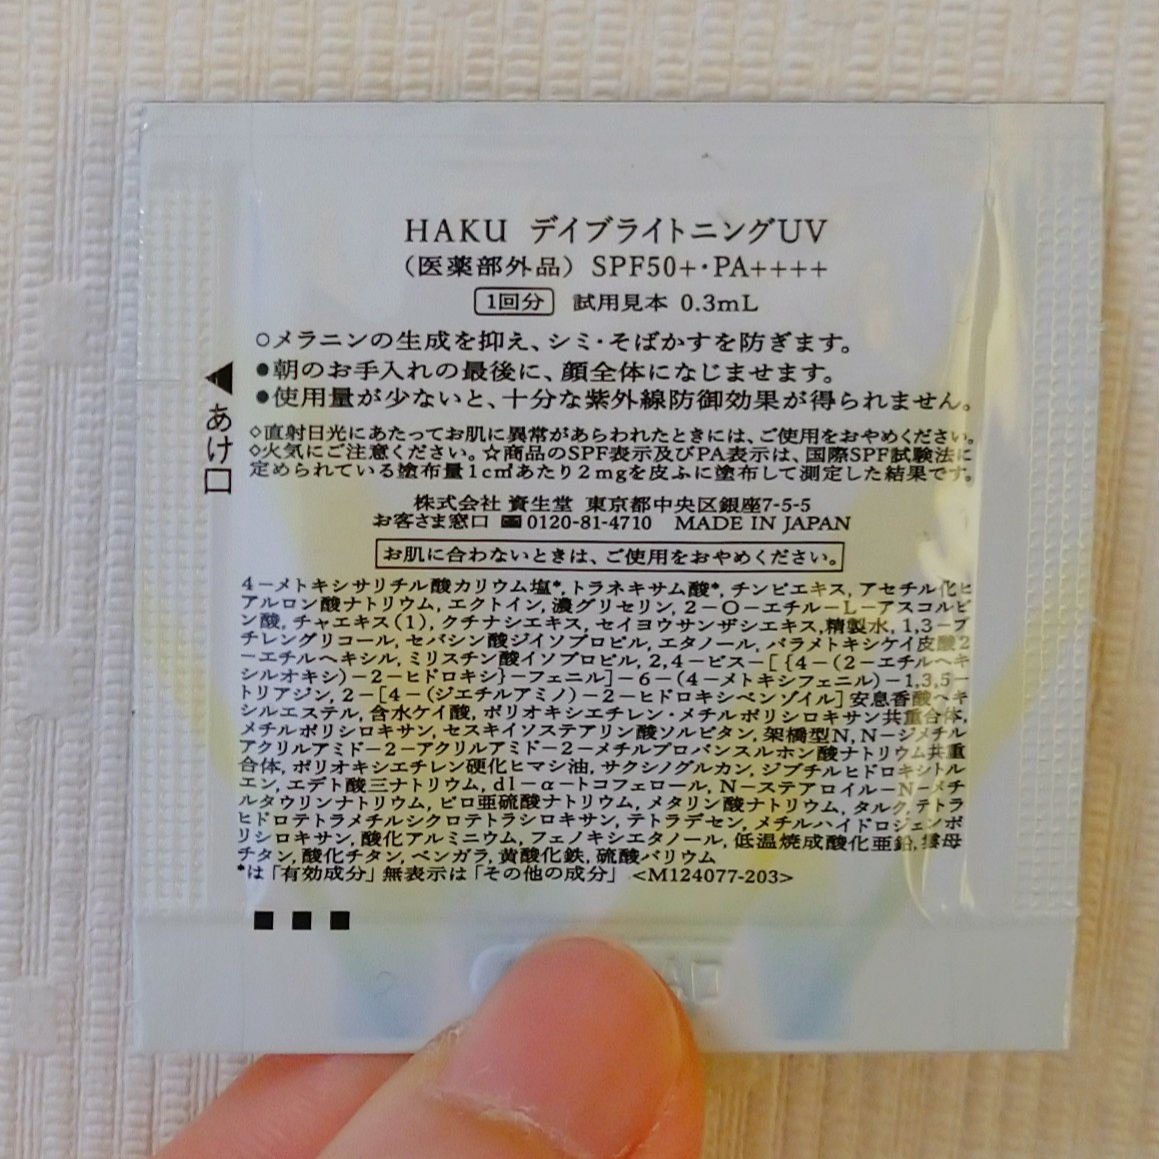 HAKU デイブライトニングUV
（医薬部外品） SPF50+・PA++++
1回分 試用見本 0.3mL
○メラニンの生成を抑え、シミ・そばかすを防ぎます。
●朝のお手入れの最後に、顔全体になじませます。
●使用量が少ないと、十分な紫外線防御効果が得られません。
◀あけ口
◇直射日光にあたってお肌に異常があらわれたときには、ご使用をおやめください。
◇火気にご注意ください。☆商品のSPF表示及びPA表示は、国際SPF試験法に
定められている塗布量1c㎡あたり2mgを皮ふに塗布して測定した結果です。
株式会社 資生堂 東京都中央区銀座7-5-5
お客さま窓口 0120-81-4710 MADE IN JAPAN
お肌に合わないときは、ご使用をおやめください。
4－メトキシサリチル酸カリウム塩*, トラネキサム酸*, チンピエキス, アセチル化ヒ
アルロン酸ナトリウム, エクトイン, 濃グリセリン, 2－O－エチル－L－アスコルビ
ン酸, チャエキス(1), クチナシエキス, セイヨウサンザシエキス, 精製水, 1,3－ブ
チレングリコール, セバシン酸ジイソプロピル, エタノール, パラメトキシケイ皮酸2
－エチルヘキシル, ミリスチン酸イソプロピル, 2,4－ビス－[{4－(2－エチルヘキ
シルオキシ)－2－ヒドロキシ}－フェニル]－6－(4－メトキシフェニル)－1,3,5－
トリアジン, 2－[4－(ジエチルアミノ)－2－ヒドロキシベンゾイル]安息香酸ヘキ
シルエステル, 含水ケイ酸, ポリオキシエチレン・メチルポリシロキサン共重合体,
メチルポリシロキサン, セスキイソステアリン酸ソルビタン, 架橋型N,N－ジメチル
アクリルアミド－2－アクリルアミド－2－メチルプロパンスルホン酸ナトリウム共重
合体, ポリオキシエチレン硬化ヒマシ油, サクシノグルカン, ジブチルヒドロキシトル
エン, エデト酸三ナトリウム, dl－α－トコフェロール, N－ステアロイル－N－メチ
ルタウリンナトリウム, ピロ亜硫酸ナトリウム, メタリン酸ナトリウム, タルク, テトラ
ヒドロテトラメチルシクロテトラシロキサン, テトラデセン, メチルハイドロジェンポ
リシロキサン, 酸化アルミニウム, フェノキシエタノール, 低温焼成酸化亜鉛, 雲母
チタン, 酸化チタン, ベンガラ, 黄酸化鉄, 硫酸バリウム
*は「有効成分」無表示は「その他の成分」 <M124077-203>